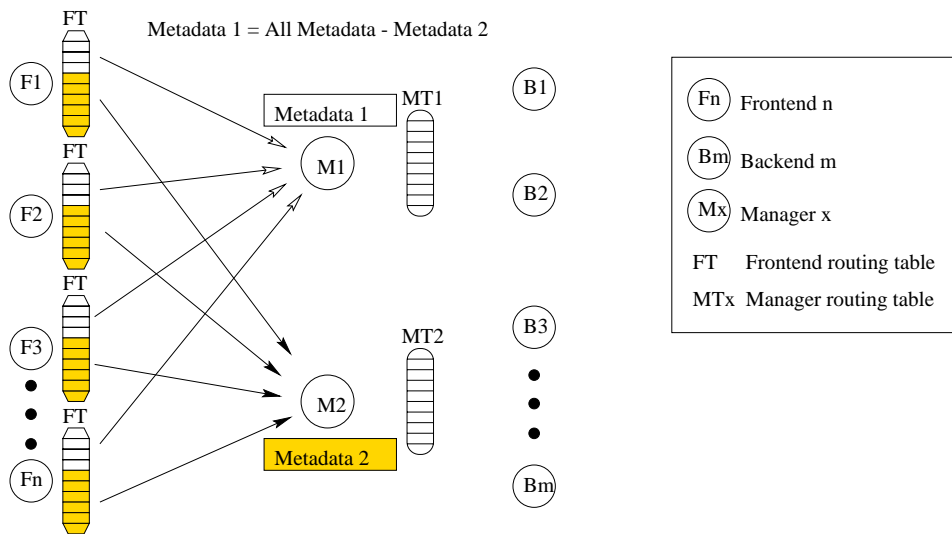 FT
Metadata 1 = All Metadata - Metadata 2
F1
Metadata 1
MT1
B1
Fn Frontend n
FT
M1
Bm Backend m
F2
B2
Mx Manager x
FT Frontend routing table
FT
MTx Manager routing table
F3
MT2
B3
FT
M2
Metadata 2
Fn
Bm